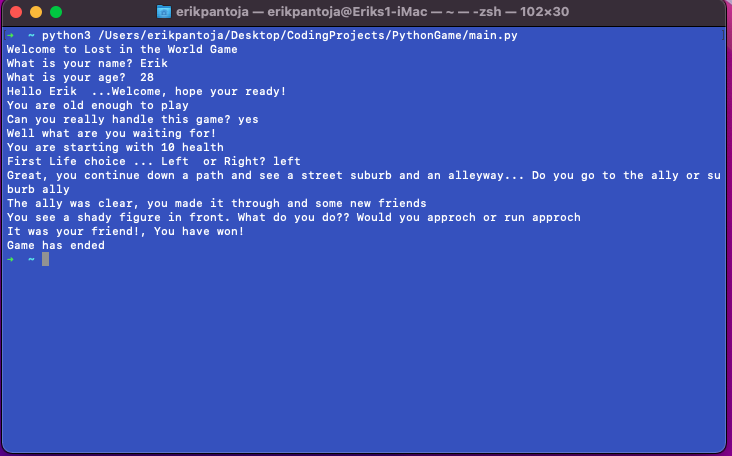 erikpantoja — erikpantoja@Eriks1-iMac — ~ — -zsh — 102×30
➜  ~ python3 /Users/erikpantoja/Desktop/CodingProjects/PythonGame/main.py
Welcome to Lost in the World Game
What is your name? Erik
What is your age?  28
Hello Erik  ...Welcome, hope your ready!
You are old enough to play
Can you really handle this game? yes
Well what are you waiting for!
You are starting with 10 health
First Life choice ... Left  or Right? left
Great, you continue down a path and see a street suburb and an alleyway... Do you go to the ally or su
burb ally
The ally was clear, you made it through and some new friends
You see a shady figure in front. What do you do?? Would you approch or run approch
It was your friend!, You have won!
Game has ended
➜  ~